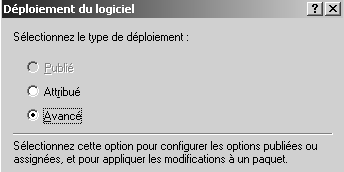 Déploiement du logiciel
Sélectionnez le type de déploiement :
Publié
Attribué
Avancé
Sélectionnez cette option pour configurer les options publiées ou
assignées, et pour appliquer les modifications à un paquet.